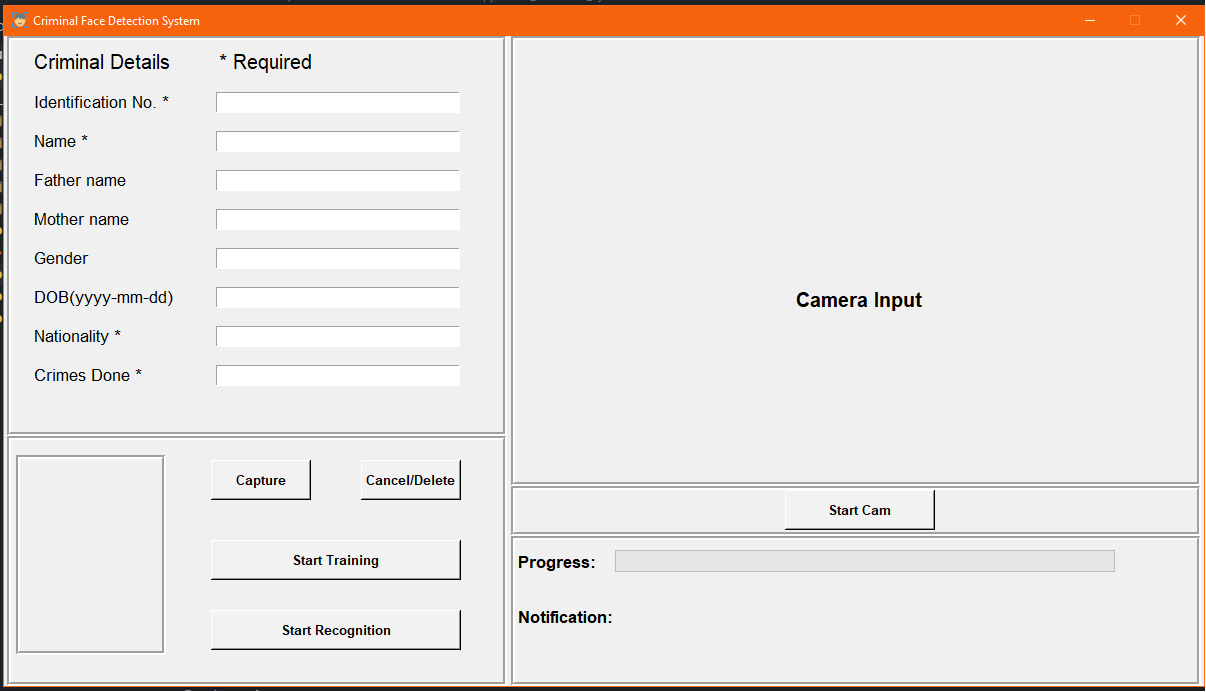 Criminal Face Detection System
Criminal Details * Required
Identification No. *
Name *
Father name
Mother name
Gender
DOB(yyyy-mm-dd)
Nationality *
Crimes Done *
Capture Cancel/Delete
Start Training
Start Recognition
Camera Input
Start Cam
Progress:
Notification: